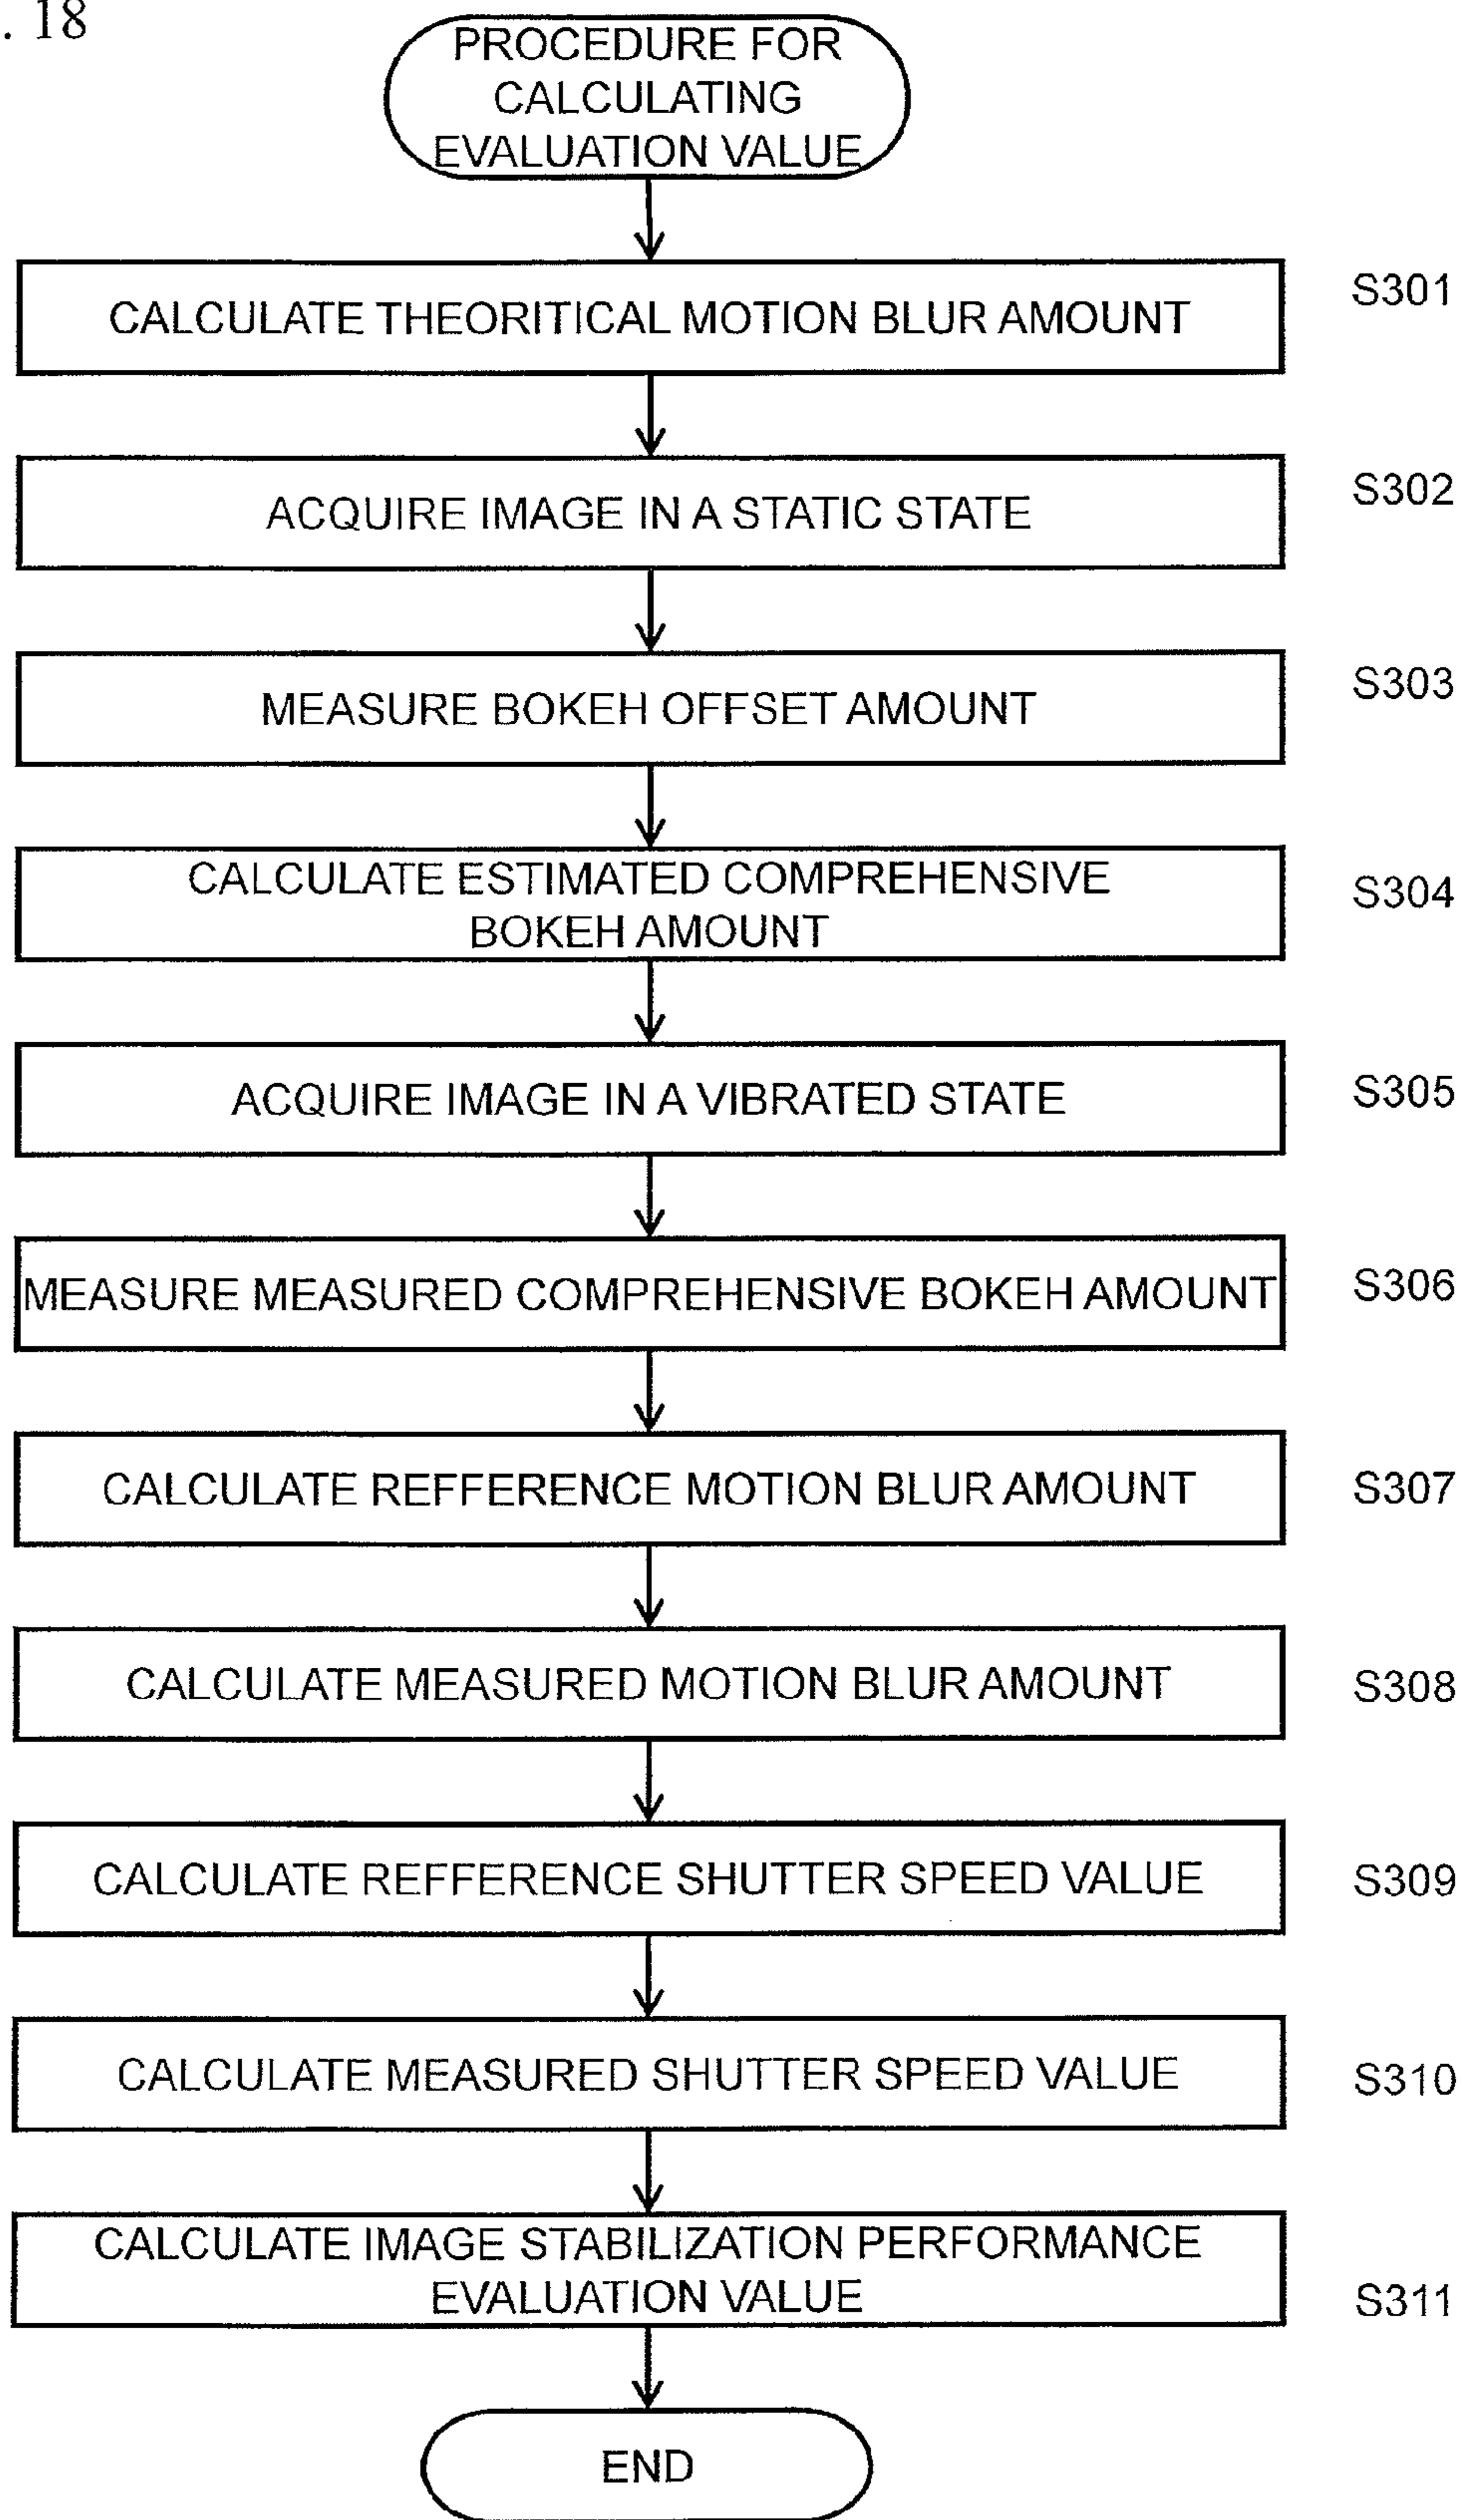 . 18
PROCEDURE FOR
CALCULATING
EVALUATION VALUE
CALCULATE THEORITICAL MOTION BLUR AMOUNT
S301
ACQUIRE IMAGE IN A STATIC STATE
S302
MEASURE BOKEH OFFSET AMOUNT
S303
CALCULATE ESTIMATED COMPREHENSIVE
BOKEH AMOUNT
S304
ACQUIRE IMAGE IN A VIBRATED STATE
S305
MEASURE MEASURED COMPREHENSIVE BOKEH AMOUNT
S306
CALCULATE REFFERENCE MOTION BLUR AMOUNT
S307
CALCULATE MEASURED MOTION BLUR AMOUNT
S308
CALCULATE REFFERENCE SHUTTER SPEED VALUE
S309
CALCULATE MEASURED SHUTTER SPEED VALUE
S310
CALCULATE IMAGE STABILIZATION PERFORMANCE
EVALUATION VALUE
S311
END